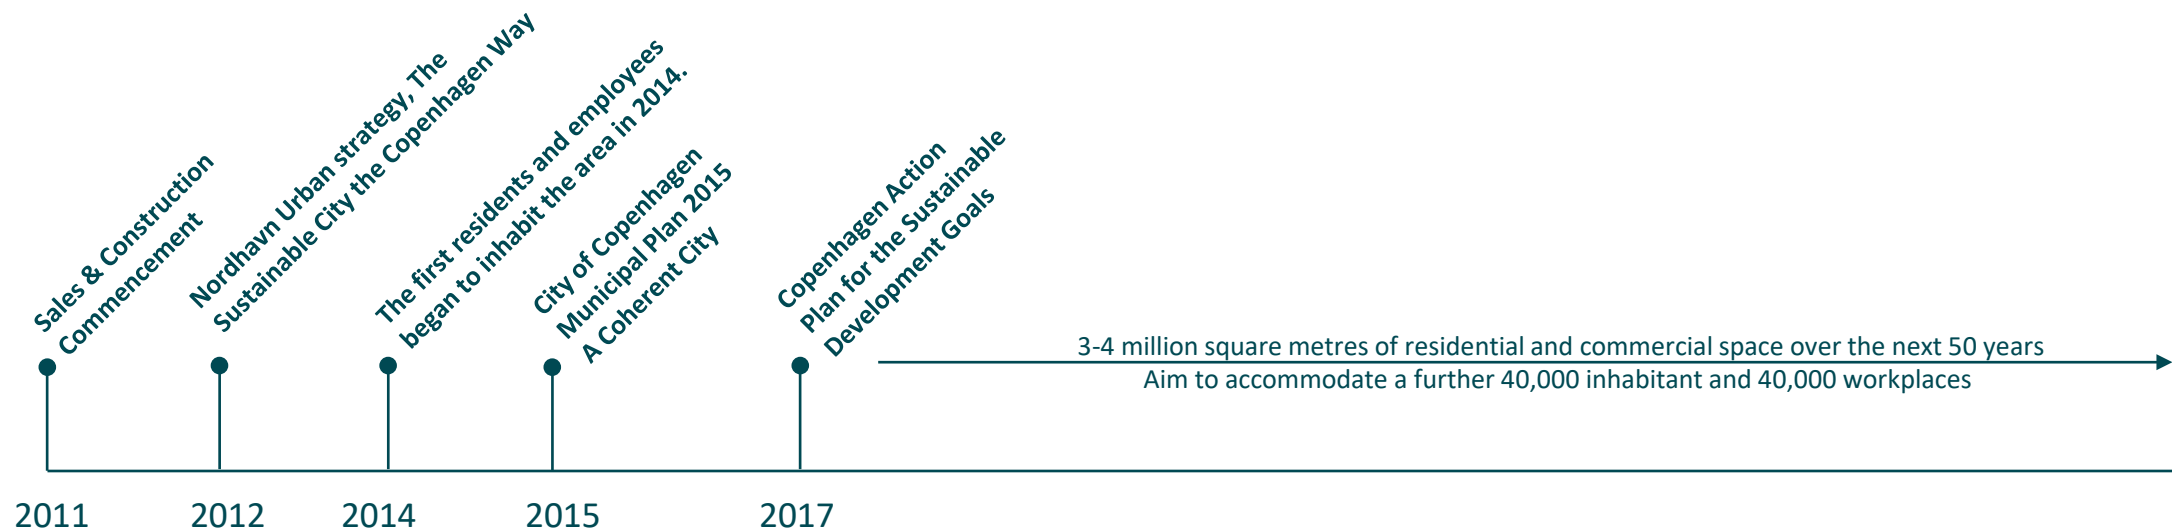 Sales & Construction
Commencement
Nordhavn Urban strategy, The
Sustainable City the Copenhagen Way
The first residents and employees
began to inhabit the area in 2014.
City of Copenhagen
Municipal Plan 2015
A Coherent City
Copenhagen Action
Plan for the Sustainable
Development Goals
3-4 million square metres of residential and commercial space over the next 50 years
Aim to accommodate a further 40,000 inhabitant and 40,000 workplaces
2011
2012
2014
2015
2017